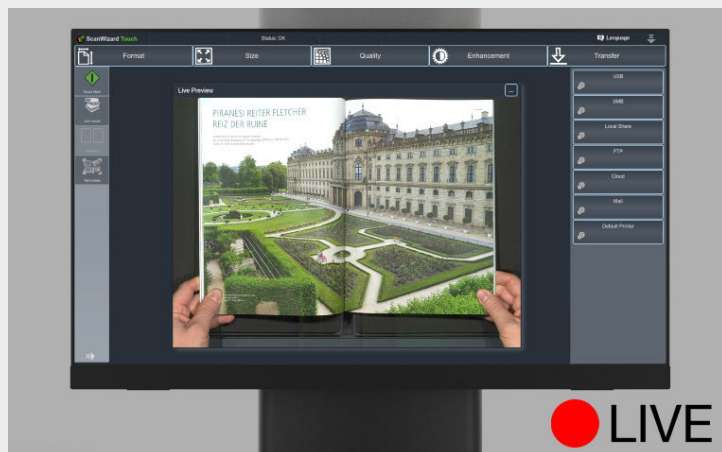 ScanWizard Touch
Status: OK
Language
Format
Size
Quality
Enhancement
Transfer
Live Preview
USB
SMB
Local Share
FTP
Cloud
Mail
Default Printer
PIRANESI REITER FLETCHER
REIZ DER RUINE
LIVE